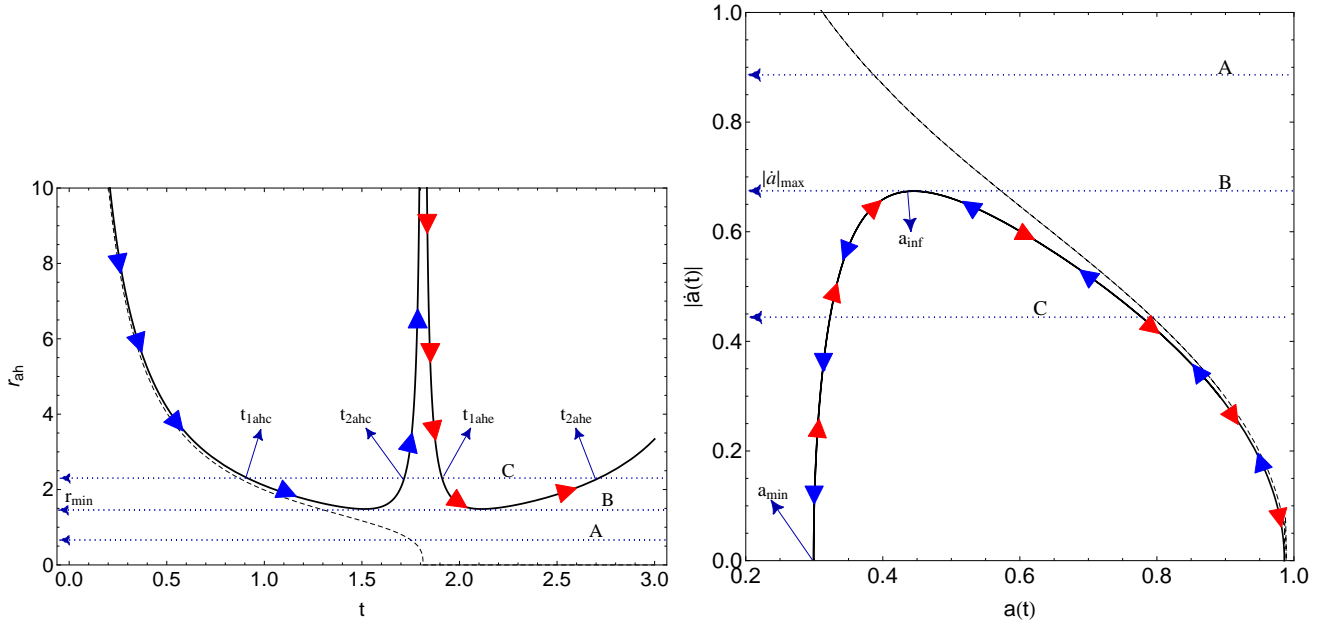 10
8
6
4
2
0
r_ah
t_1ahc
t_2ahc
t_1ahe
t_2ahe
C
r_min
B
A
0.0 0.5 1.0 1.5 2.0 2.5 3.0
t
1.0
0.8
0.6
0.4
0.2
0.0
|ȧ(t)|
A
|ȧ|_max
B
a_inf
C
a_min
0.2 0.4 0.6 0.8 1.0
a(t)